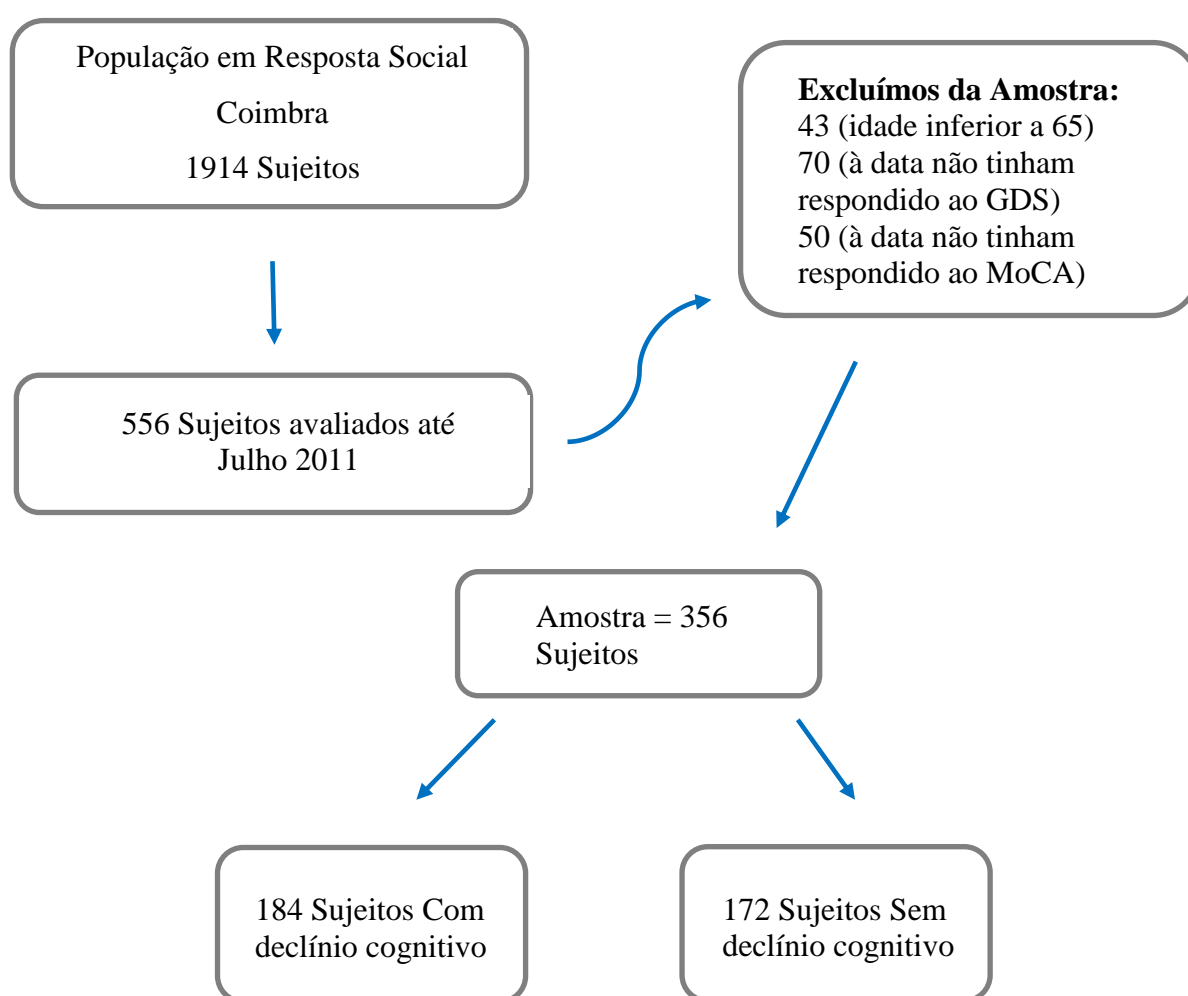 População em Resposta Social
Coimbra
1914 Sujeitos
Excluímos da Amostra:
43 (idade inferior a 65)
70 (à data não tinham
respondido ao GDS)
50 (à data não tinham
respondido ao MoCA)
556 Sujeitos avaliados até
Julho 2011
Amostra = 356
Sujeitos
184 Sujeitos Com
declínio cognitivo
172 Sujeitos Sem
declínio cognitivo